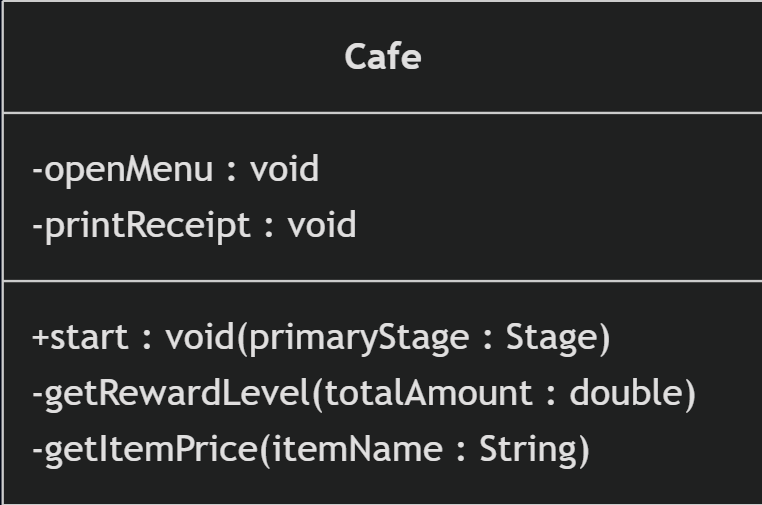 Cafe
-openMenu : void
-printReceipt : void
+start : void(primaryStage : Stage)
-getRewardLevel(totalAmount : double)
-getItemPrice(itemName : String)